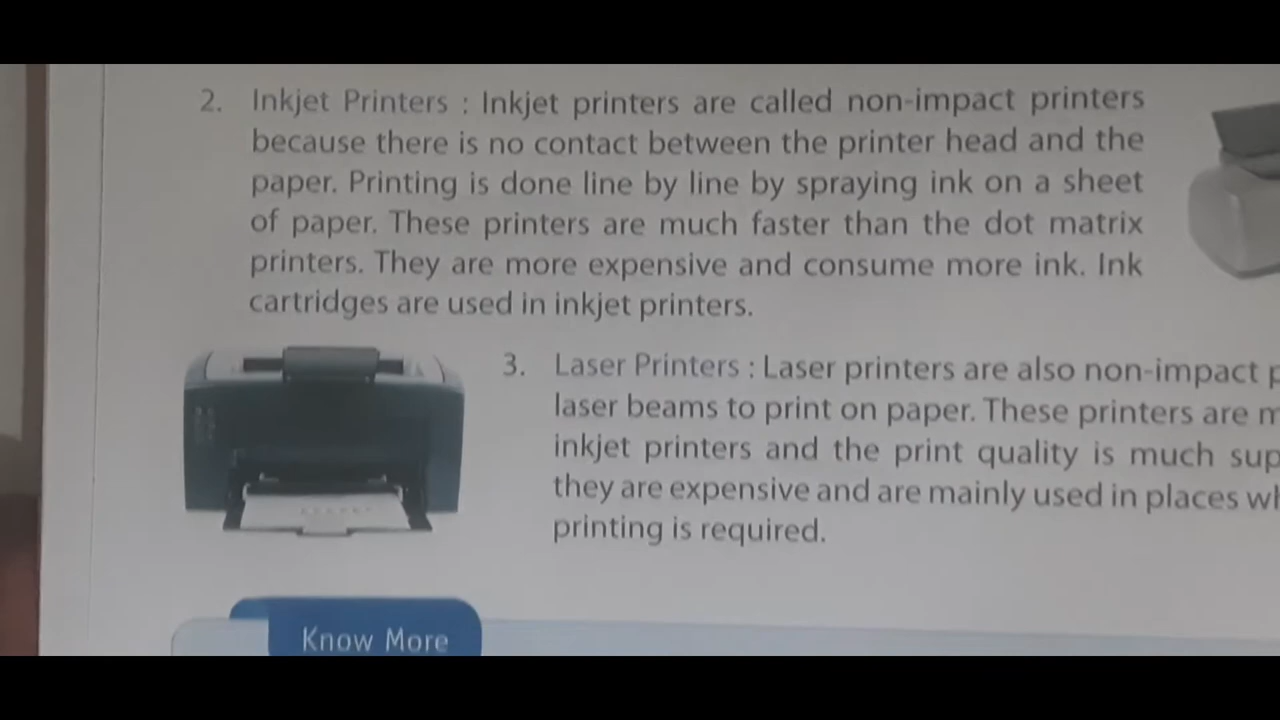 2. Inkjet Printers : Inkjet printers are called non-impact printers
because there is no contact between the printer head and the
paper. Printing is done line by line by spraying ink on a sheet
of paper. These printers are much faster than the dot matrix
printers. They are more expensive and consume more ink. Ink
cartridges are used in inkjet printers.
3. Laser Printers : Laser printers are also non-impact
laser beams to print on paper. These printers are
inkjet printers and the print quality is much
they are expensive and are mainly used in places
printing is required.
Know More